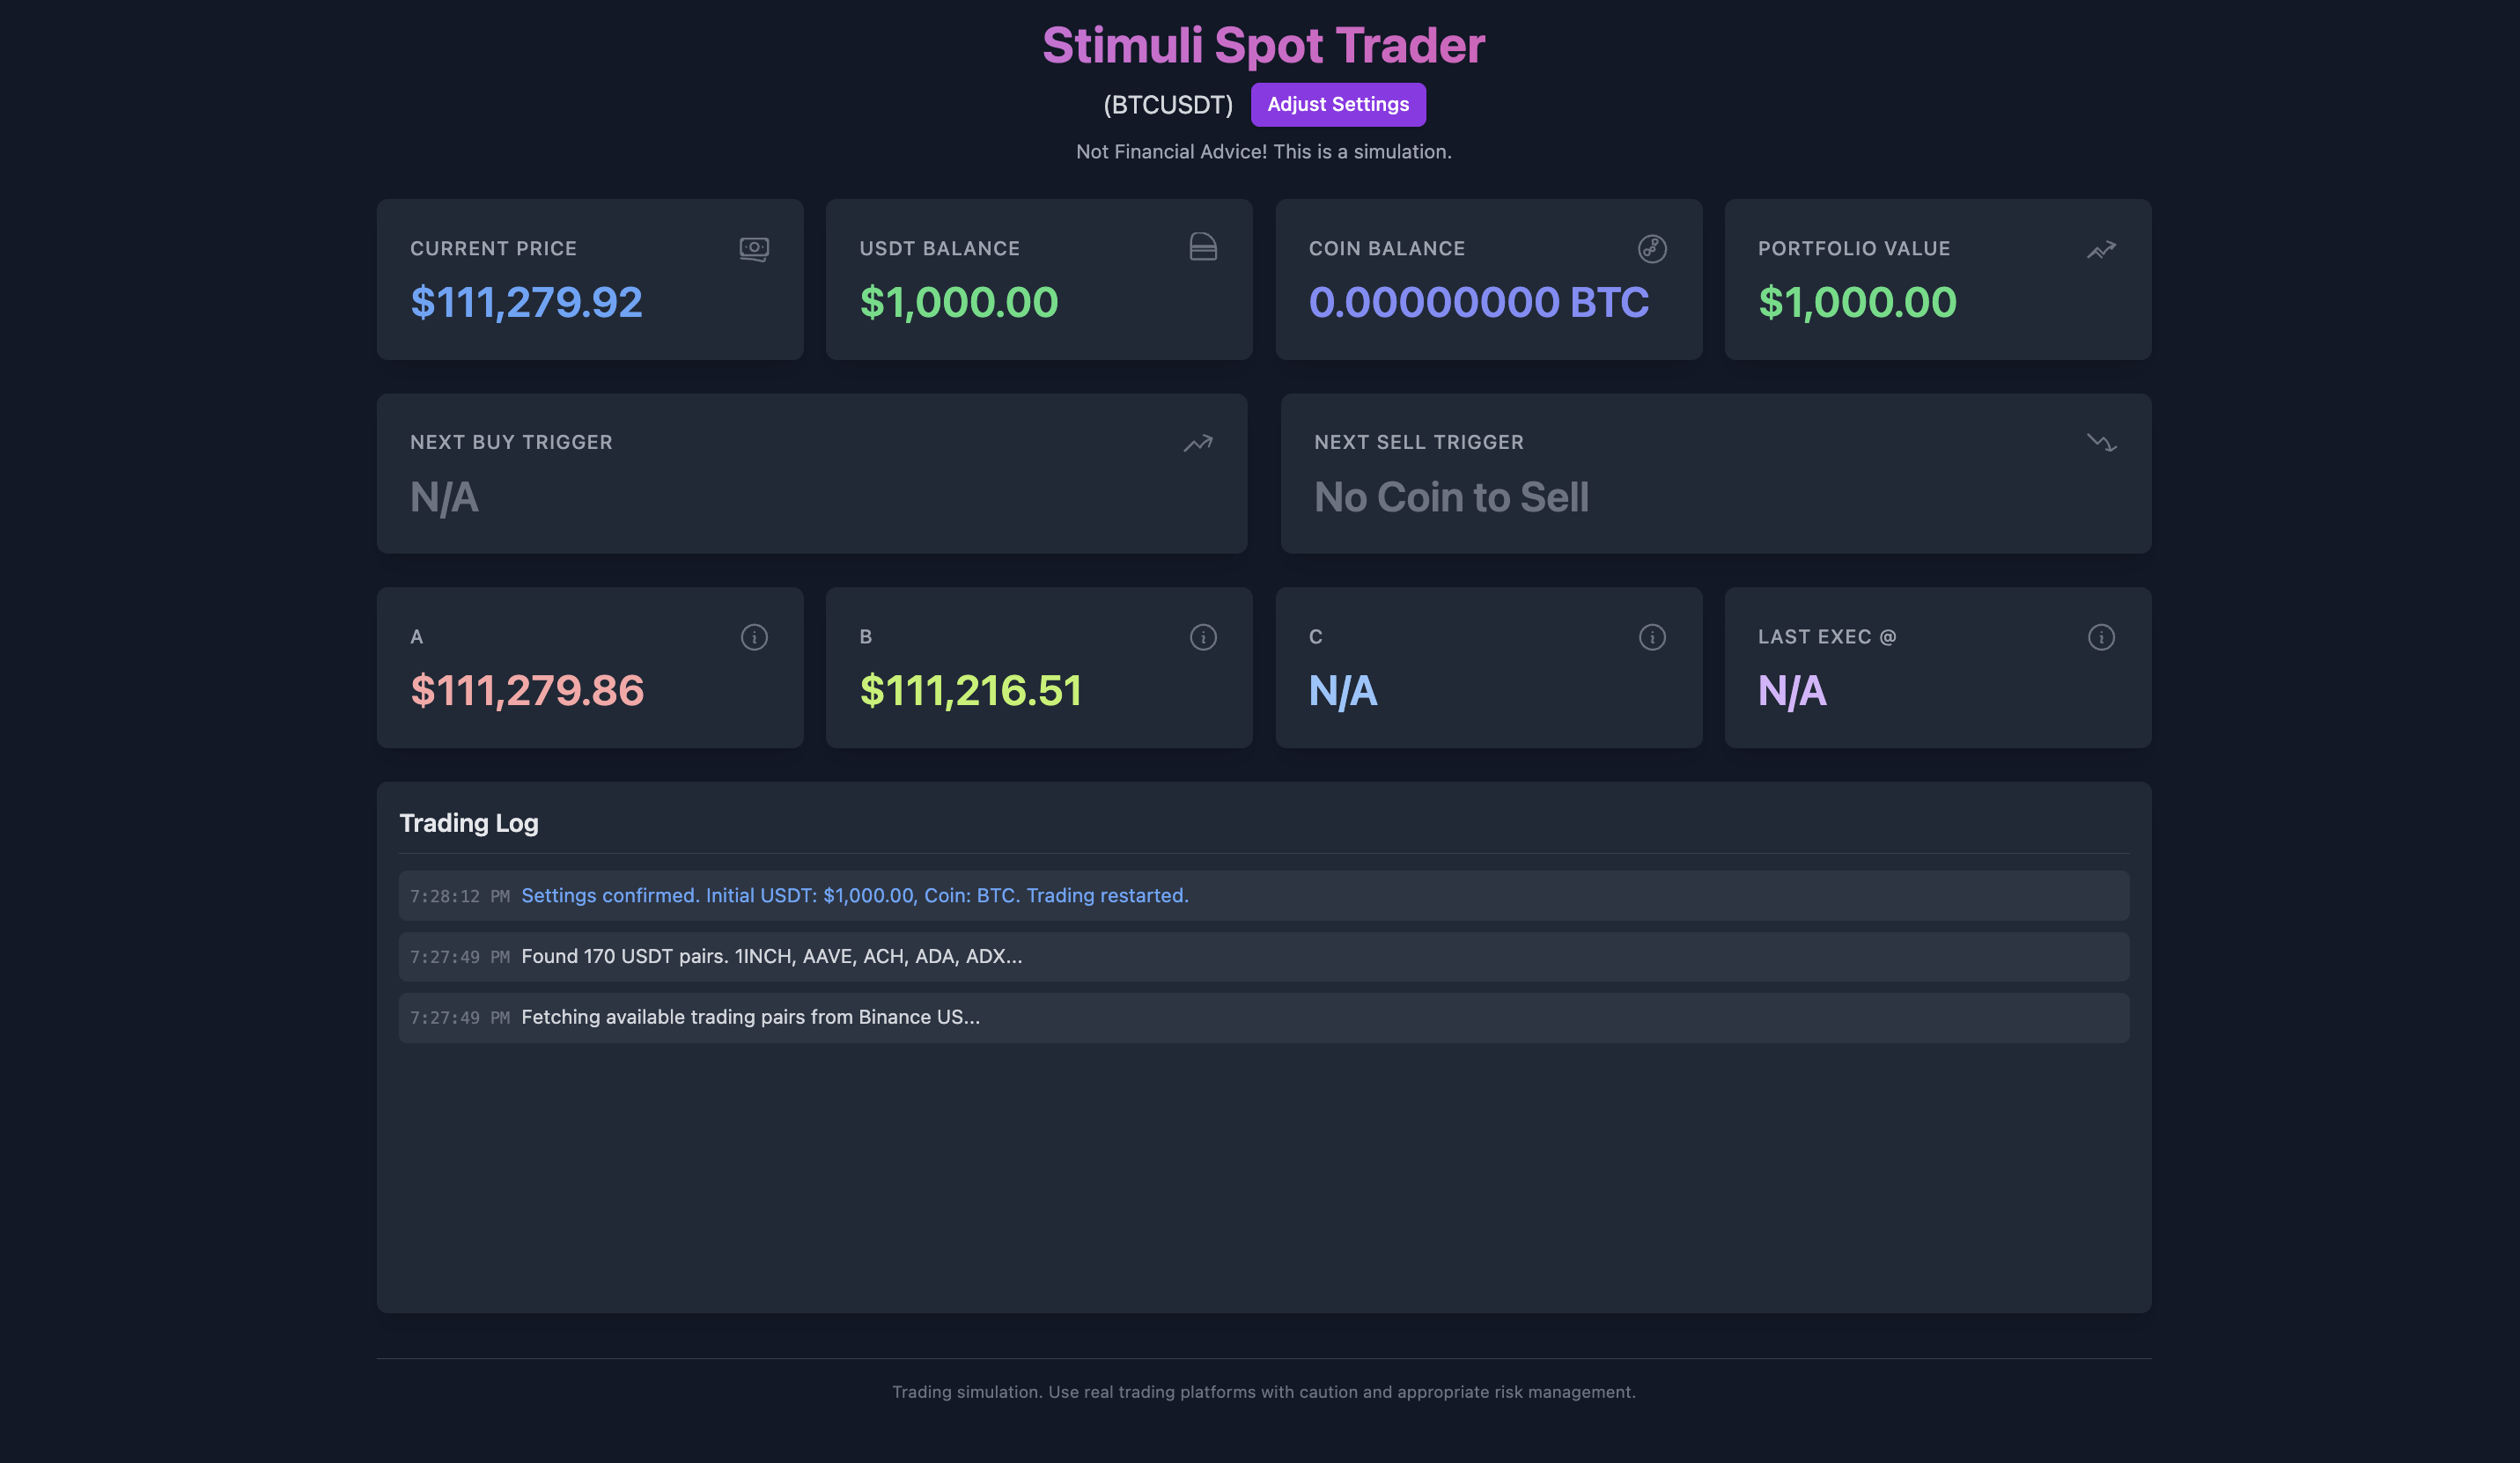 Stimuli Spot Trader
(BTCUSDT) Adjust Settings
Not Financial Advice! This is a simulation.
CURRENT PRICE
$111,279.92
USDT BALANCE
$1,000.00
COIN BALANCE
0.00000000 BTC
PORTFOLIO VALUE
$1,000.00
NEXT BUY TRIGGER
N/A
NEXT SELL TRIGGER
No Coin to Sell
A
$111,279.86
B
$111,216.51
C
N/A
LAST EXEC @
N/A
Trading Log
7:28:12 PM Settings confirmed. Initial USDT: $1,000.00, Coin: BTC. Trading restarted.
7:27:49 PM Found 170 USDT pairs. 1INCH, AAVE, ACH, ADA, ADX...
7:27:49 PM Fetching available trading pairs from Binance US...
Trading simulation. Use real trading platforms with caution and appropriate risk management.